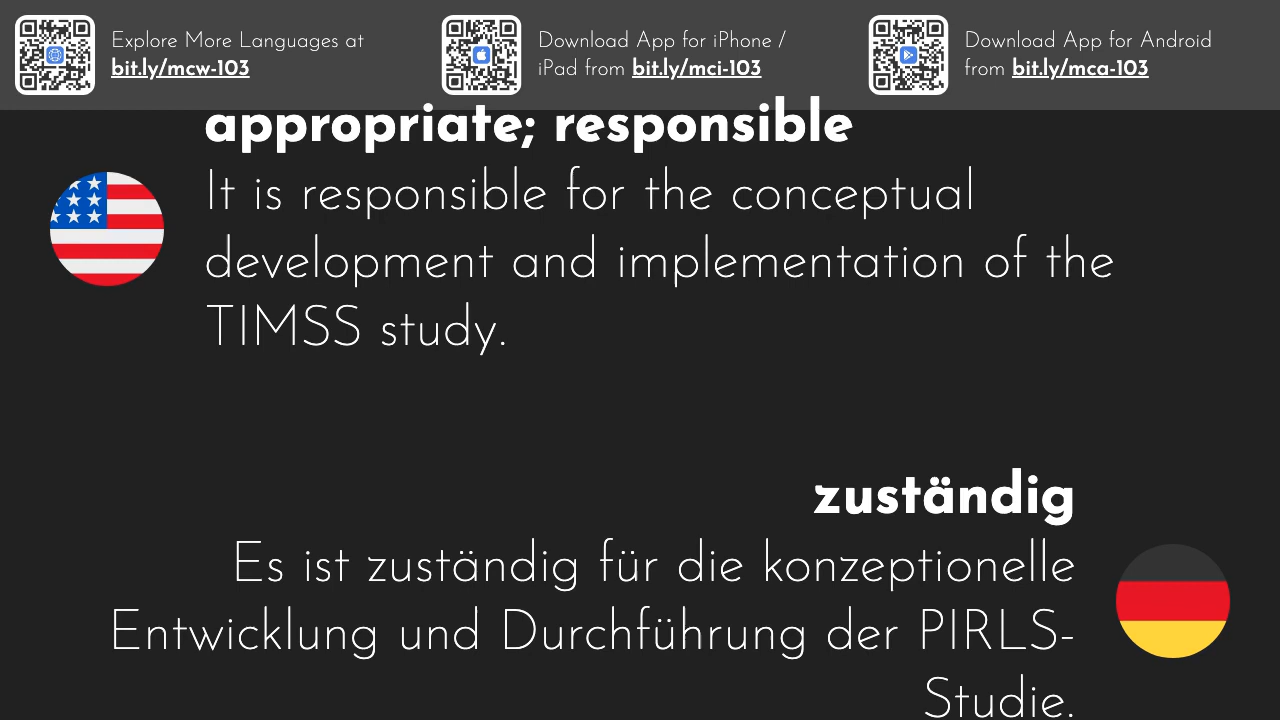 Explore More Languages at
bit.ly/mcw-103
Download App for iPhone /
iPad from bit.ly/mci-103
Download App for Android
from bit.ly/mca-103
appropriate; responsible
It is responsible for the conceptual
development and implementation of the
TIMSS study.
zuständig
Es ist zuständig für die konzeptionelle
Entwicklung und Durchführung der PIRLS-
Studie.